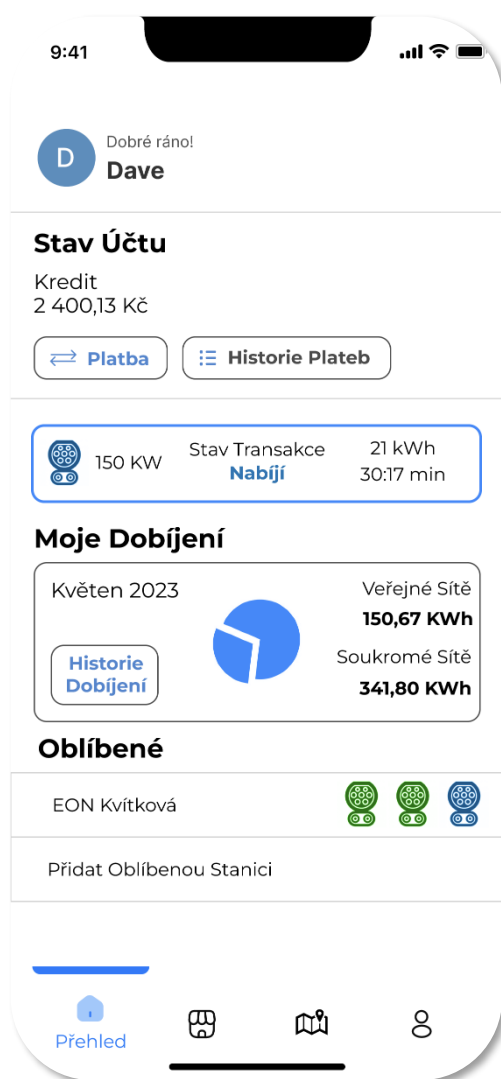 9:41
D
Dobré ráno!
Dave
Stav Účtu
Kredit
2 400,13 Kč
Platba
Historie Plateb
150 KW
Stav Transakce
Nabíjí
21 kWh
30:17 min
Moje Dobíjení
Květen 2023
Historie
Dobíjení
Veřejné Sítě
150,67 KWh
Soukromé Sítě
341,80 KWh
Oblíbené
EON Kvítková
Přidat Oblíbenou Stanici
Přehled